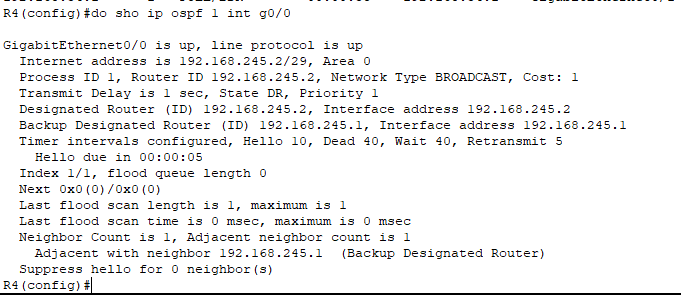 R4(config)#do sho ip ospf 1 int g0/0
GigabitEthernet0/0 is up, line protocol is up
Internet address is 192.168.245.2/29, Area 0
Process ID 1, Router ID 192.168.245.2, Network Type BROADCAST, Cost: 1
Transmit Delay is 1 sec, State DR, Priority 1
Designated Router (ID) 192.168.245.2, Interface address 192.168.245.2
Backup Designated Router (ID) 192.168.245.1, Interface address 192.168.245.1
Timer intervals configured, Hello 10, Dead 40, Wait 40, Retransmit 5
Hello due in 00:00:05
Index 1/1, flood queue length 0
Next 0x0(0)/0x0(0)
Last flood scan length is 1, maximum is 1
Last flood scan time is 0 msec, maximum is 0 msec
Neighbor Count is 1, Adjacent neighbor count is 1
Adjacent with neighbor 192.168.245.1  (Backup Designated Router)
Suppress hello for 0 neighbor(s)
R4(config)#